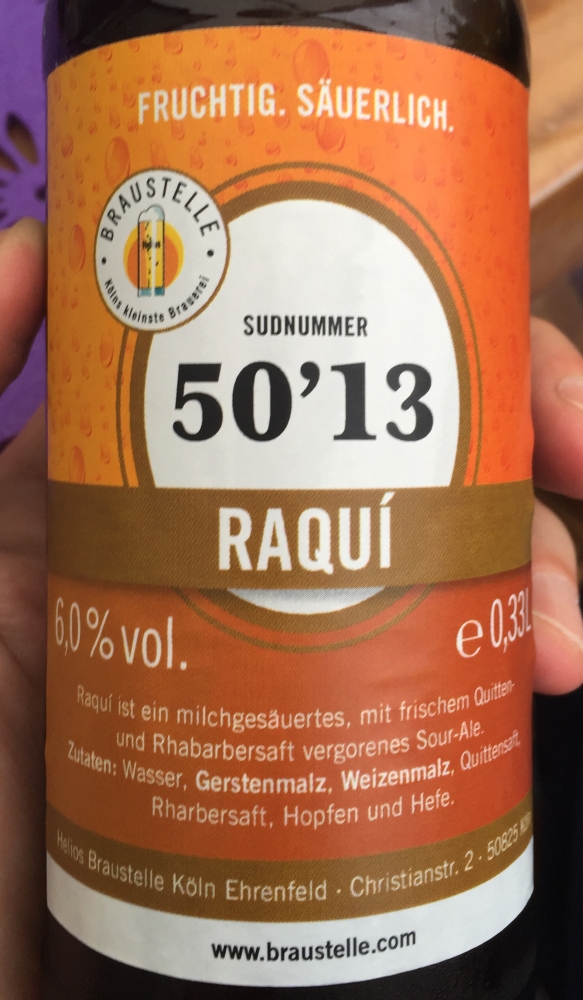 FRUCHTIG. SÄUERLICH.
BRAUSTELLE
Helios
Kölns kleinste Brauerei
SUDNUMMER
50’13
RAQUÍ
6,0% vol.
e 0,33L
Raquí ist ein milchgesäuertes, mit frischem Quitten-
und Rhabarbersaft vergorenes Sour-Ale.
Zutaten: Wasser, Gerstenmalz, Weizenmalz, Quittensaft,
Rharbersaft, Hopfen und Hefe.
Helios Braustelle Köln Ehrenfeld · Christianstr. 2 · 50825 Köln
www.braustelle.com